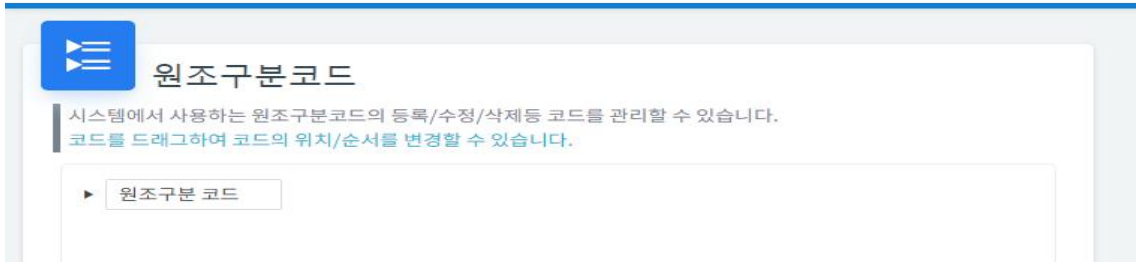 원조구분코드
시스템에서 사용하는 원조구분코드의 등록/수정/삭제등 코드를 관리할 수 있습니다.
코드를 드래그하여 코드의 위치/순서를 변경할 수 있습니다.
원조구분 코드